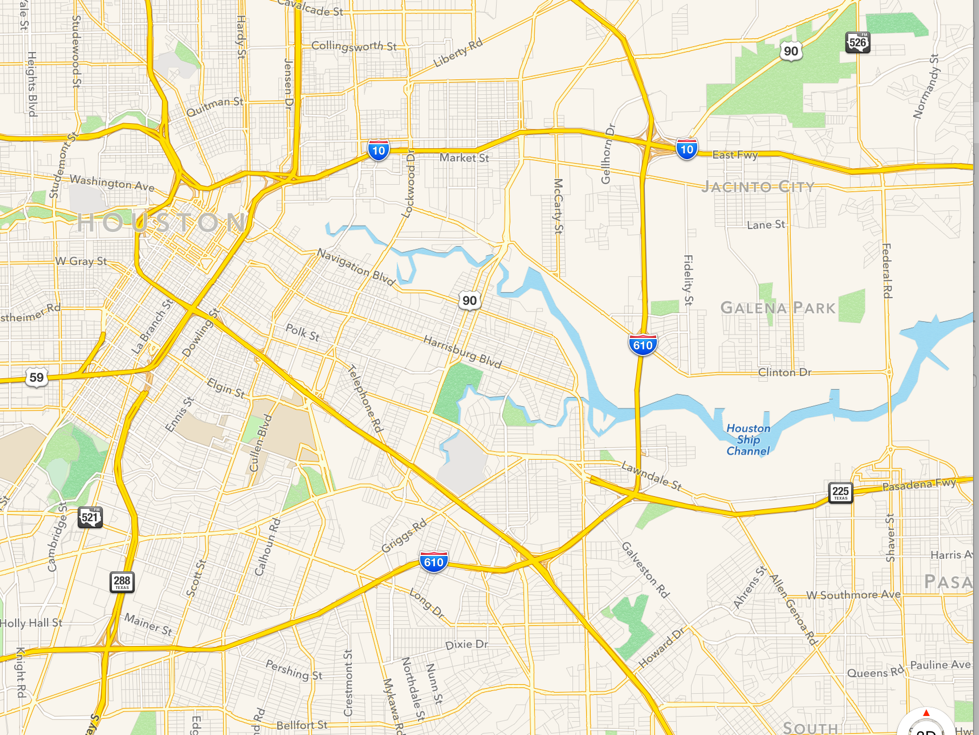 Cavalcade St
ale St
Studewood St
Hardy St
Heights Blvd
Collingsworth St
Liberty Rd
90
526
Jensen Dr
Normandy St
Quitman St
Gellhorn Dr
10
10
Market St
East Fwy
Studemont St
Washington Ave
Lockwood Dr
McCarty St
JACINTO CITY
HOUSTON
Lane St
W Gray St
Navigation Blvd
Fidelity St
Federal Rd
90
GALENA PARK
stheimer Rd
La Branch St
Dowling St
Polk St
Harrisburg Blvd
610
59
Clinton Dr
Elgin St
Telephone Rd
Ennis St
Cullen Blvd
Houston
Ship
Channel
Lawndale St
225
TEXAS
Pasadena Fwy
521
Cambridge St
Griggs Rd
Calhoun Rd
Shaver St
610
Galveston Rd
Harris A
288
TEXAS
Scott St
Ahrens St
Allen Genoa Rd
PASA
W Southmore Ave
Long Dr
Holly Hall St
Mainer St
Dixie Dr
Howard Dr
Knight Rd
Pershing St
Crestmont St
Mykawa Rd
Northdale St
Nunn St
Queens Rd
Pauline Ave
ay S
Bellfort St
SOUTH